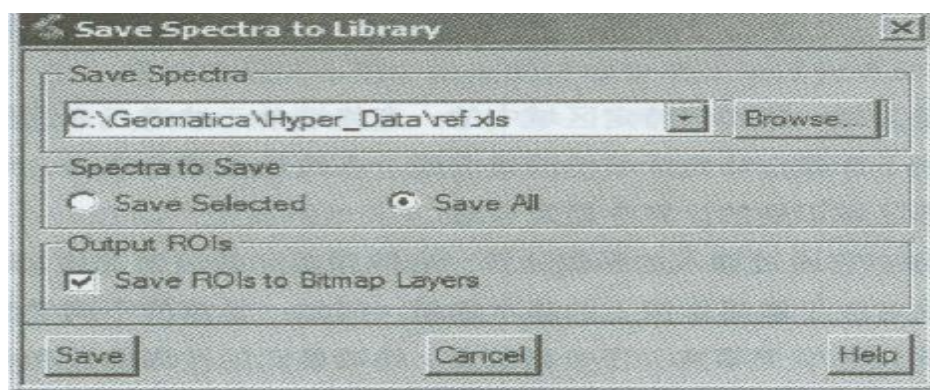 Save Spectra to Library
Save Spectra
C:\Geomatica\Hyper_Data\ref.xls
Browse...
Spectra to Save
Save Selected Save All
Output ROIs
Save ROIs to Bitmap Layers
Save Cancel Help